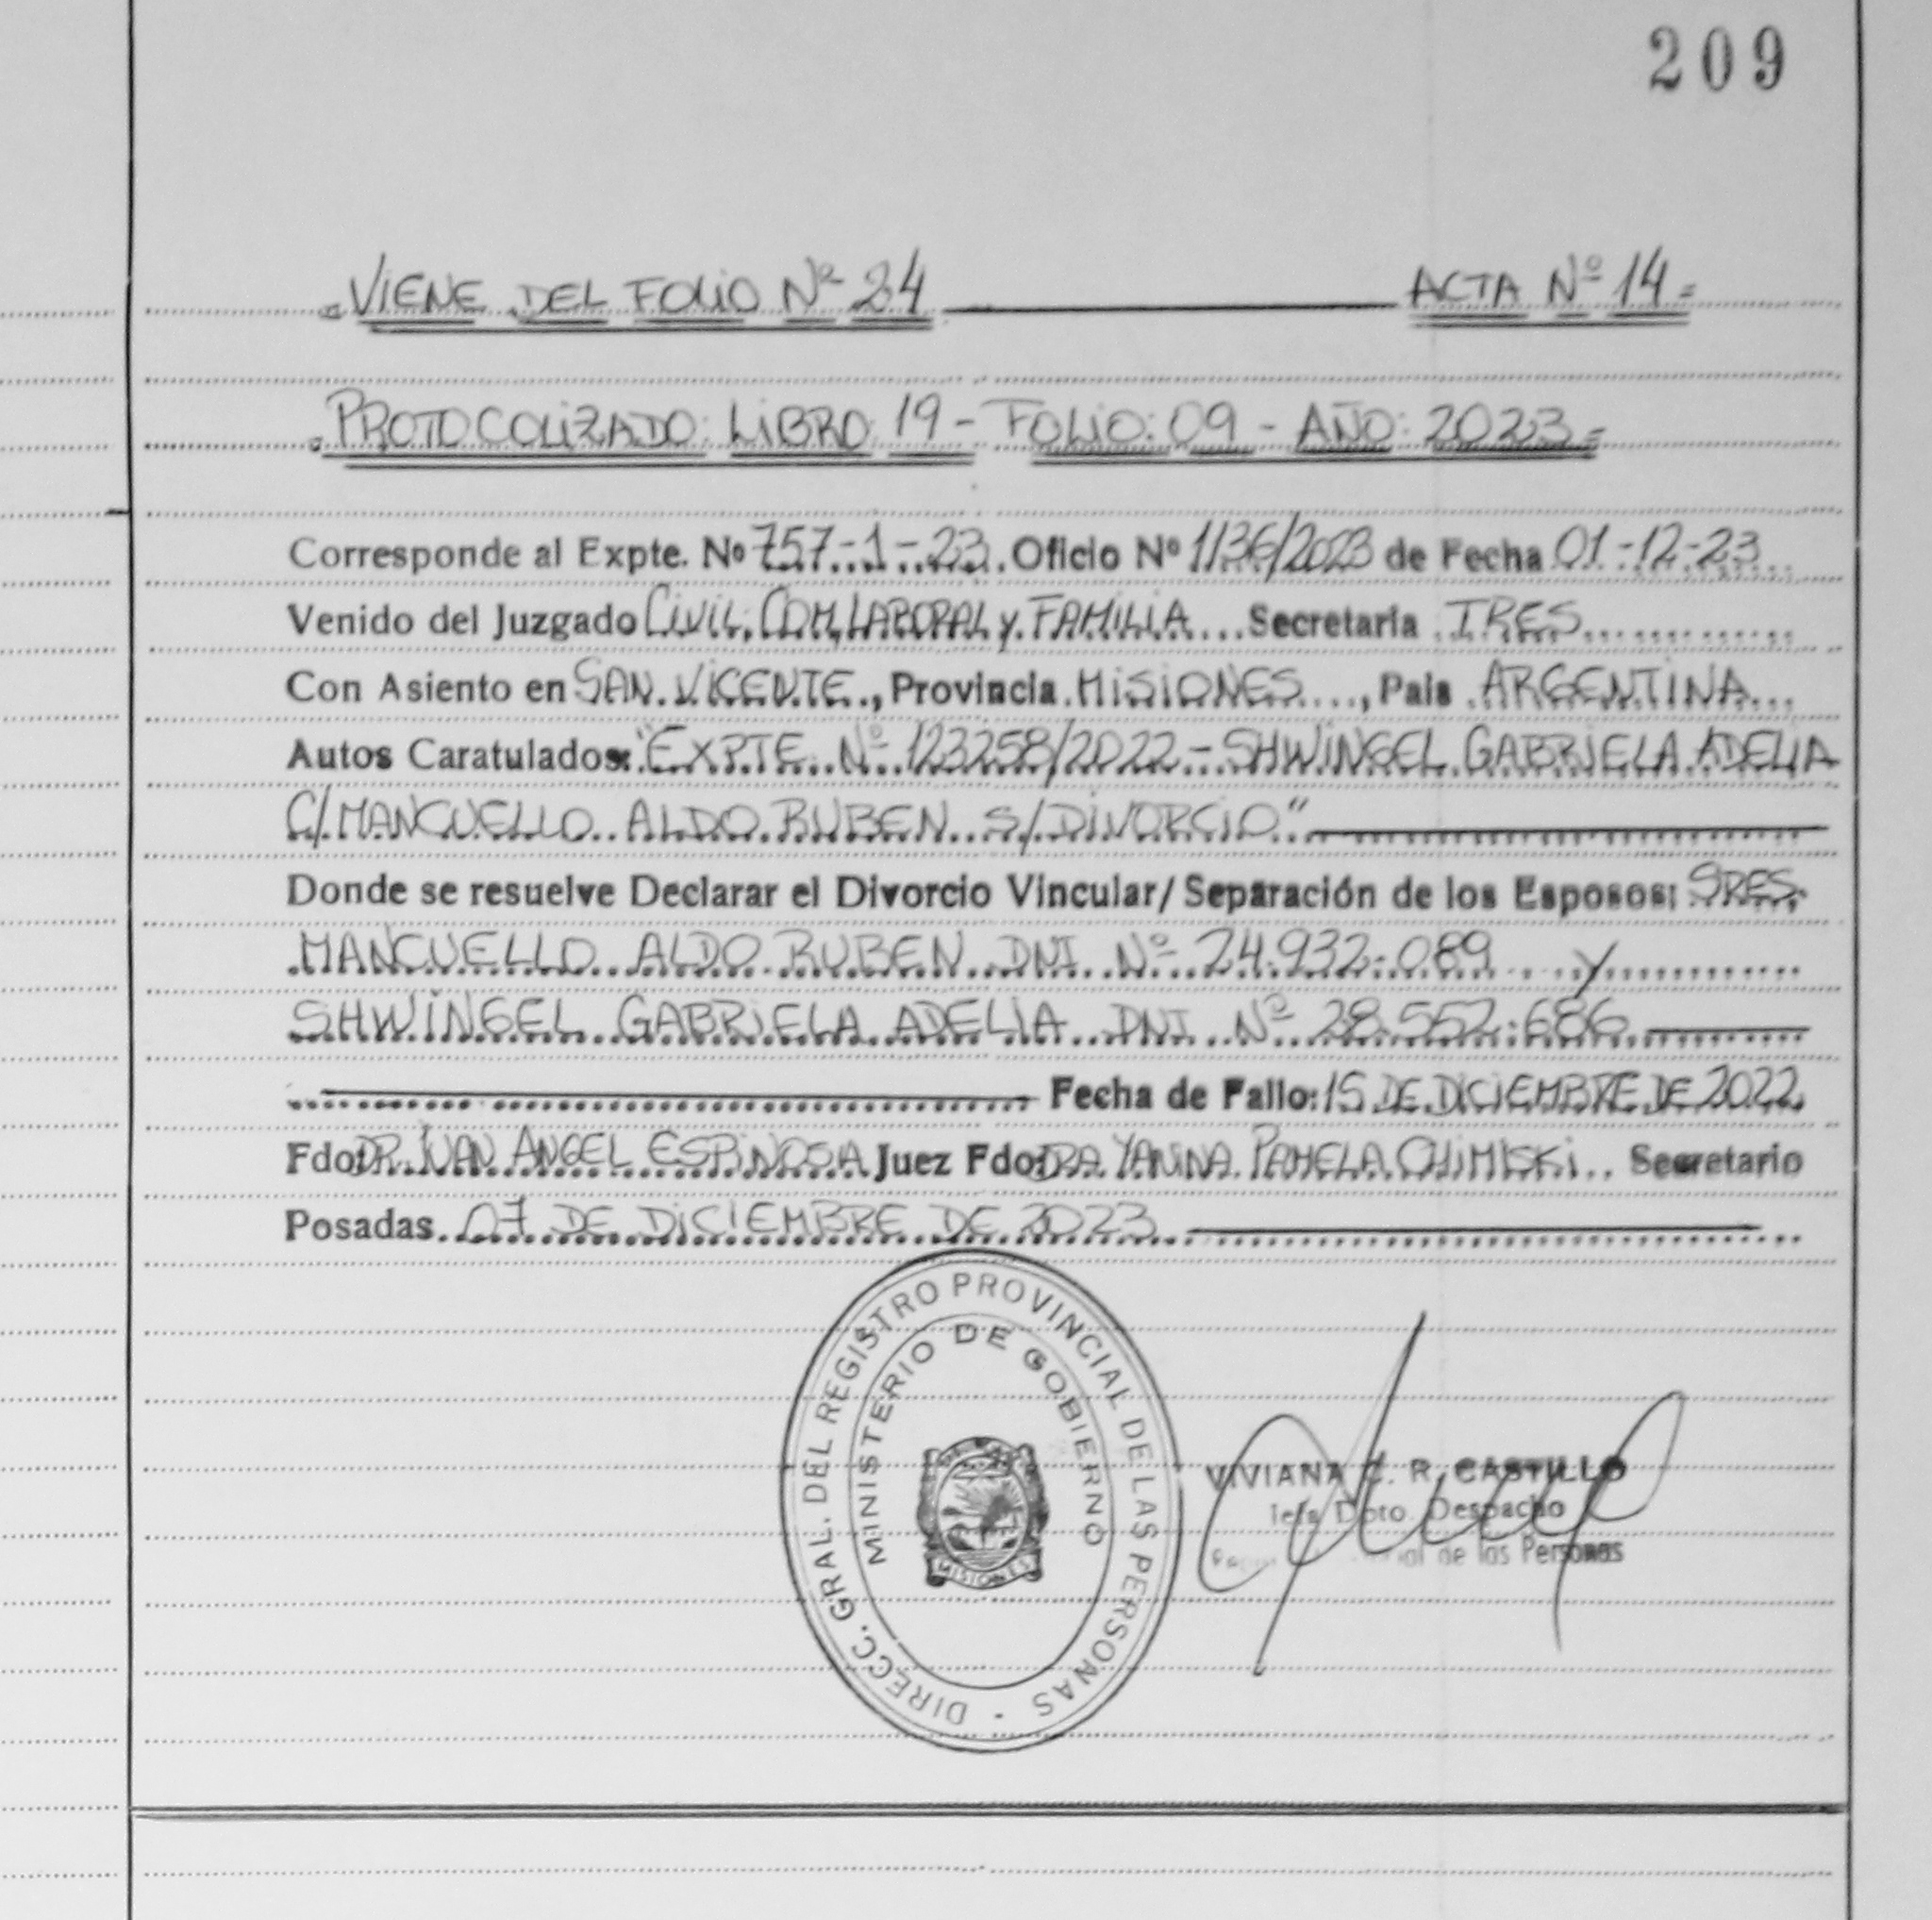 209
VIENE DEL FOLIO Nº 24 ACTA Nº 14=
PROTOCOLIZADO: LIBRO: 19 - FOLIO: 09 - AÑO: 2023=
Corresponde al Expte. Nº 757-1-23. Oficio Nº 1136/2023 de Fecha 01-12-23
Venido del Juzgado CIVIL, COM, LABORAL y FAMILIA Secretaria TRES
Con Asiento en SAN VICENTE, Provincia MISIONES, Pais ARGENTINA
Autos Caratulados: "EXPTE Nº 123258/2022 - SHWINGEL GABRIELA ADELIA
C/ MANCUELLO ALDO RUBEN S/ DIVORCIO."
Donde se resuelve Declarar el Divorcio Vincular/ Separación de los Esposos: SRES.
MANCUELLO ALDO RUBEN DNI Nº 24.932.089 y
SHWINGEL GABRIELA ADELIA DNI Nº 28.552.686
Fecha de Fallo: 15 DE DICIEMBRE DE 2022
Fdo: DR. IVAN ANGEL ESPINOSA Juez Fdo: DRA YANINA PAMELA CHIMISKI Secretario
Posadas 07 DE DICIEMBRE DE 2023
DIRECC. GRAL. DEL REGISTRO PROVINCIAL DE LAS PERSONAS
MINISTERIO DE GOBIERNO
MISIONES
VIVIANA C. R. CASTILLO
Jefa Dpto. Despacho
de las Personas